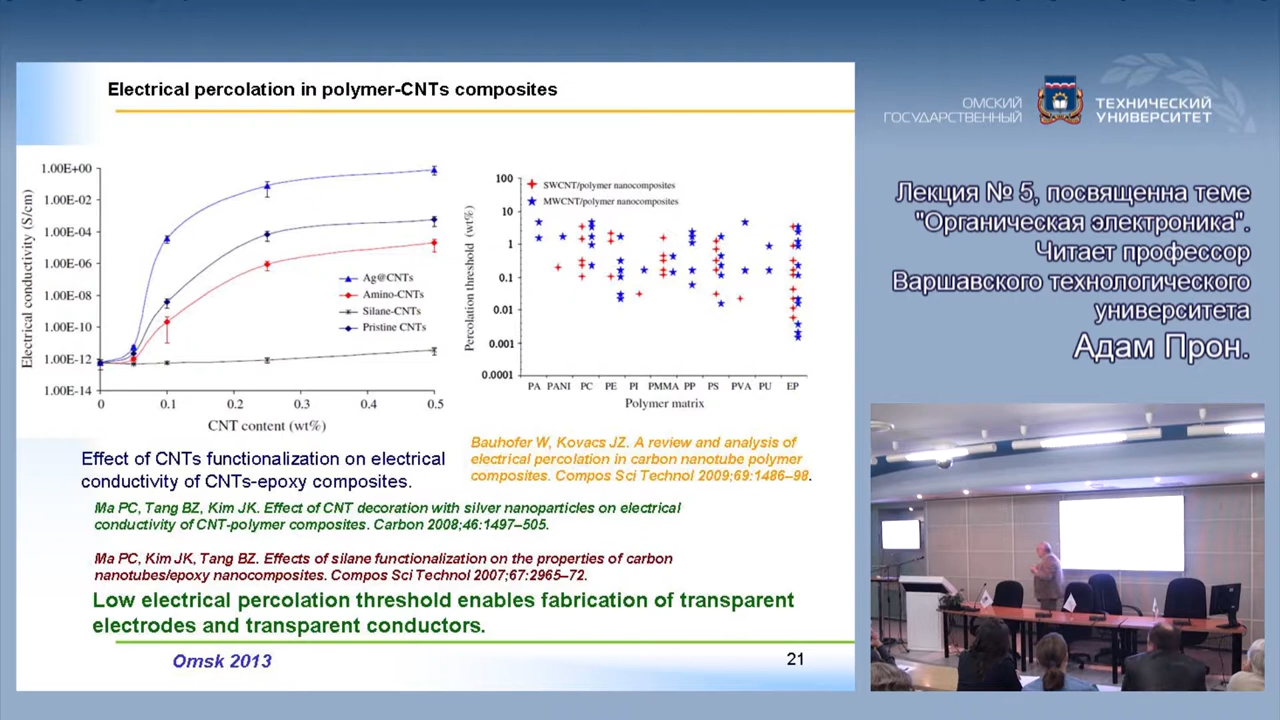 Electrical percolation in polymer-CNTs composites
ОМСКИЙ
ГОСУДАРСТВЕННЫЙ
ТЕХНИЧЕСКИЙ
УНИВЕРСИТЕТ
Лекция № 5, посвященна теме
"Органическая электроника".
Читает профессор
Варшавского технологического
университета
Адам Прон.
Electrical conductivity (S/cm)
1.00E+00
1.00E-02
1.00E-04
1.00E-06
1.00E-08
1.00E-10
1.00E-12
1.00E-14
Ag@CNTs
Amino-CNTs
Silane-CNTs
Pristine CNTs
0 0.1 0.2 0.3 0.4 0.5
CNT content (wt%)
Percolation threshold (wt%)
100
10
1
0.1
0.01
0.001
0.0001
SWCNT/polymer nanocomposites
MWCNT/polymer nanocomposites
PA PANI PC PE PI PMMA PP PS PVA PU EP
Polymer matrix
Effect of CNTs functionalization on electrical
conductivity of CNTs-epoxy composites.
Bauhofer W, Kovacs JZ. A review and analysis of
electrical percolation in carbon nanotube polymer
composites. Compos Sci Technol 2009;69:1486–98.
Ma PC, Tang BZ, Kim JK. Effect of CNT decoration with silver nanoparticles on electrical
conductivity of CNT-polymer composites. Carbon 2008;46:1497–505.
Ma PC, Kim JK, Tang BZ. Effects of silane functionalization on the properties of carbon
nanotubes/epoxy nanocomposites. Compos Sci Technol 2007;67:2965–72.
Low electrical percolation threshold enables fabrication of transparent
electrodes and transparent conductors.
Omsk 2013
21